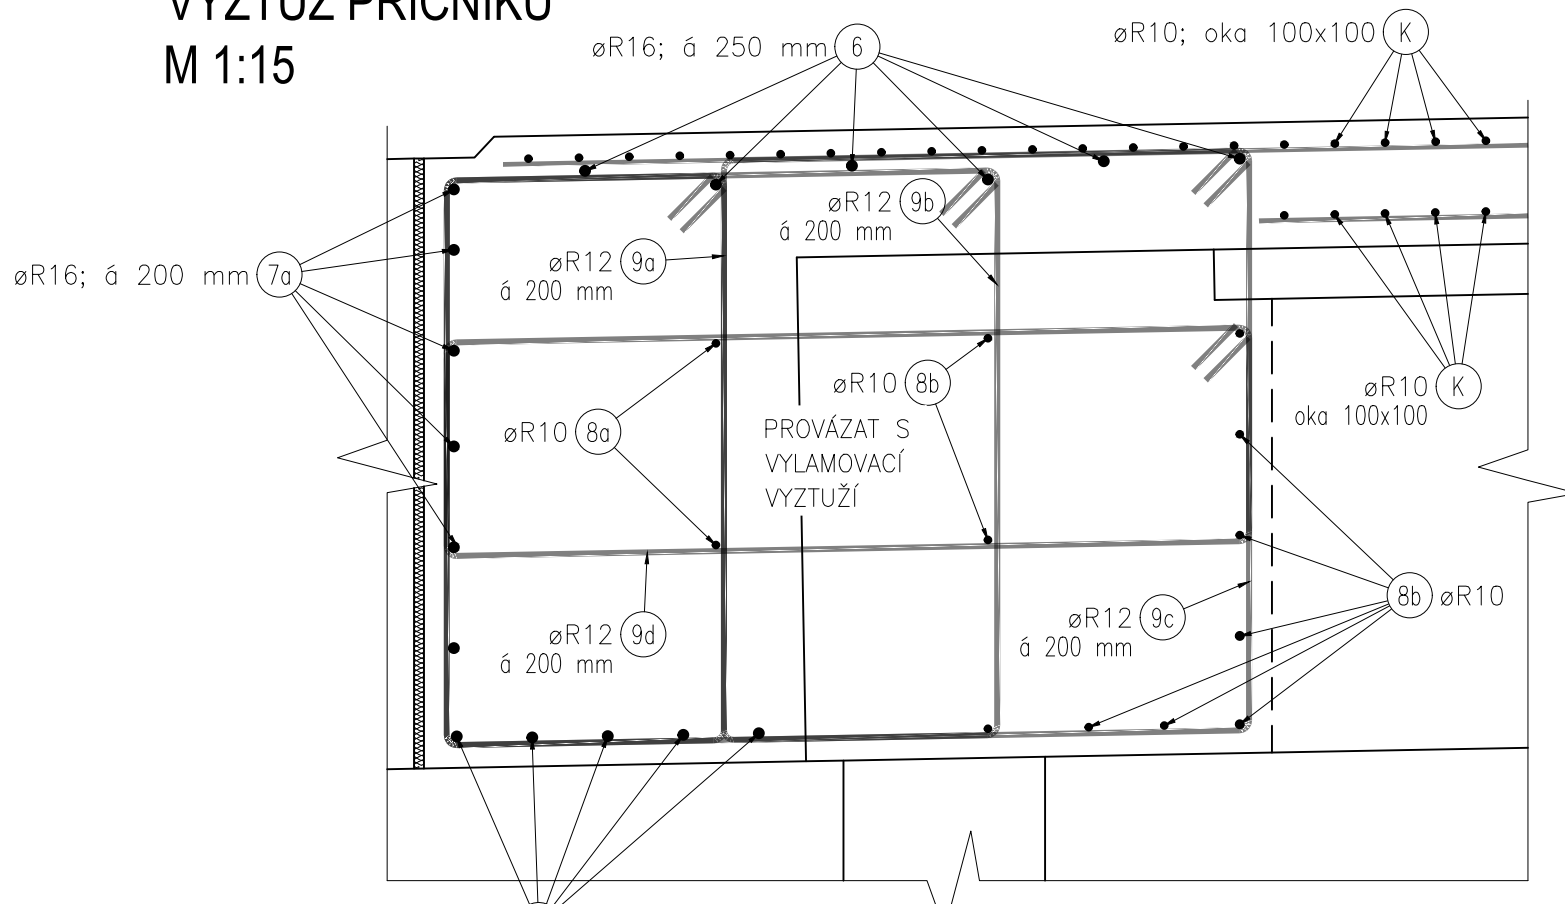 VÝZTUŽ PŘÍČNÍKU
M 1:15
øR16; á 250 mm 6
øR10; oka 100x100 K
øR12 9b
á 200 mm
øR12 9a
á 200 mm
øR16; á 200 mm 7a
øR10 8b
øR10 K
oka 100x100
øR10 8a
PROVÁZAT S
VYLAMOVACÍ
VYZTUŽÍ
8b øR10
øR12 9d
á 200 mm
øR12 9c
á 200 mm